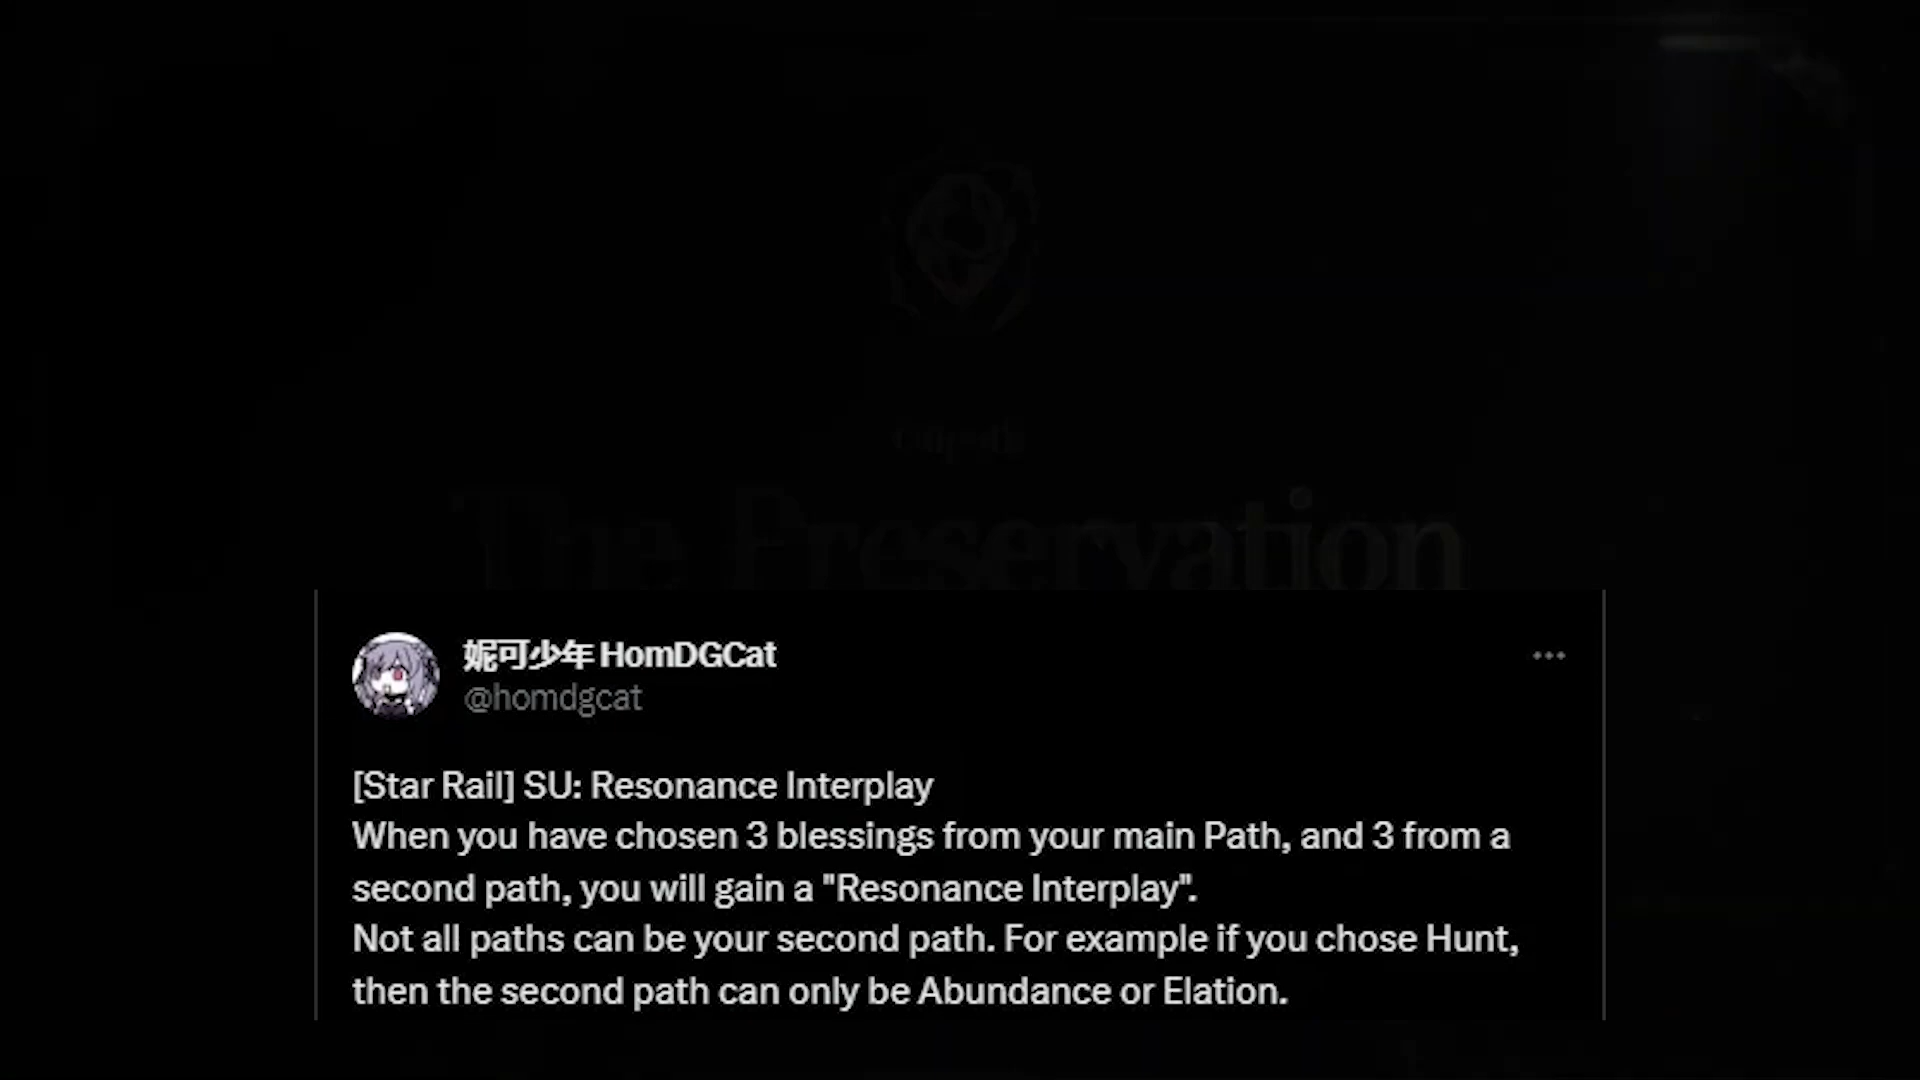 The Preservation
妮可少年 HomDGCat
@homdgcat
[Star Rail] SU: Resonance Interplay
When you have chosen 3 blessings from your main Path, and 3 from a
second path, you will gain a "Resonance Interplay".
Not all paths can be your second path. For example if you chose Hunt,
then the second path can only be Abundance or Elation.